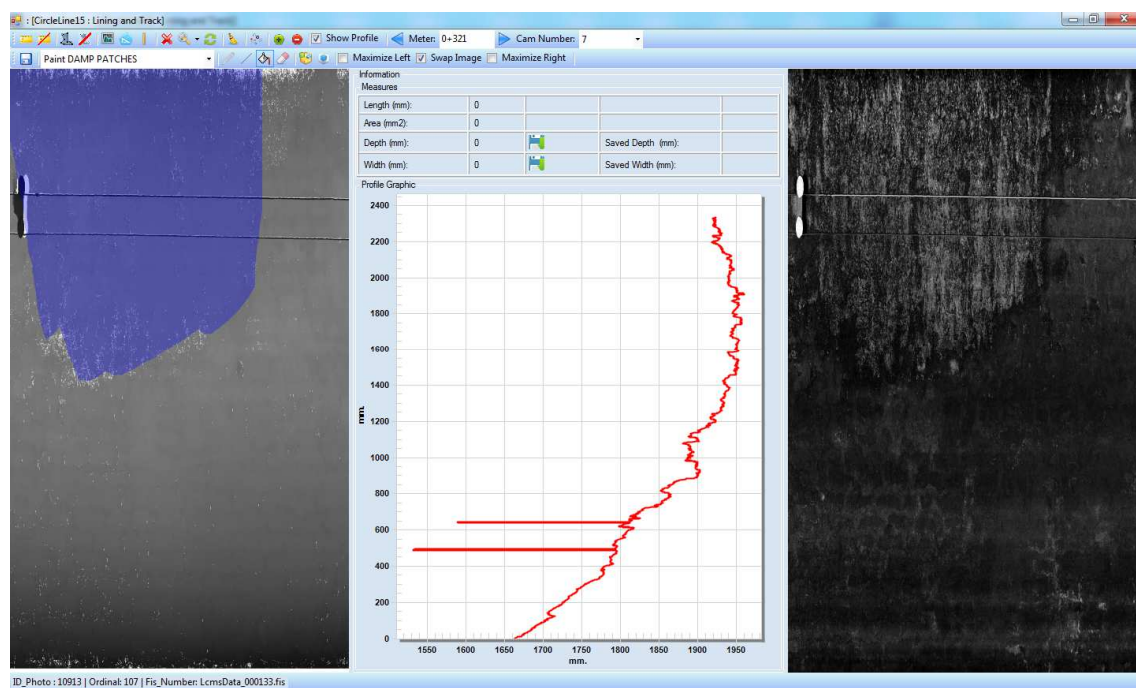 : [CircleLine15 : Lining and Track]
Show Profile Meter: 0+321 Cam Number: 7
Paint DAMP PATCHES Maximize Left Swap Image Maximize Right
Information
Measures
Length (mm): 0
Area (mm2): 0
Depth (mm): 0 Saved Depth (mm):
Width (mm): 0 Saved Width (mm):
Profile Graphic
2400
2200
2000
1800
1600
1400
1200
1000
800
600
400
200
0
mm.
1550 1600 1650 1700 1750 1800 1850 1900 1950
mm.
ID_Photo : 10913 | Ordinal: 107 | Fis_Number: LcmsData_000133.fis